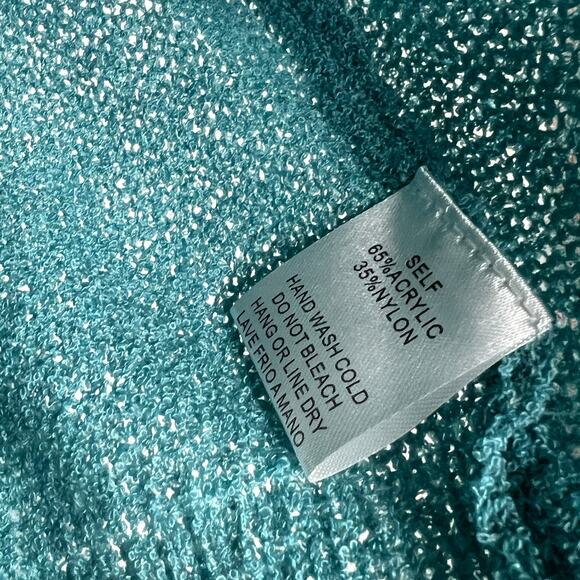 SELF
65%ACRYLIC
35%NYLON
HAND WASH COLD
DO NOT BLEACH
HANG OR LINE DRY
LAVE FRIO A MANO